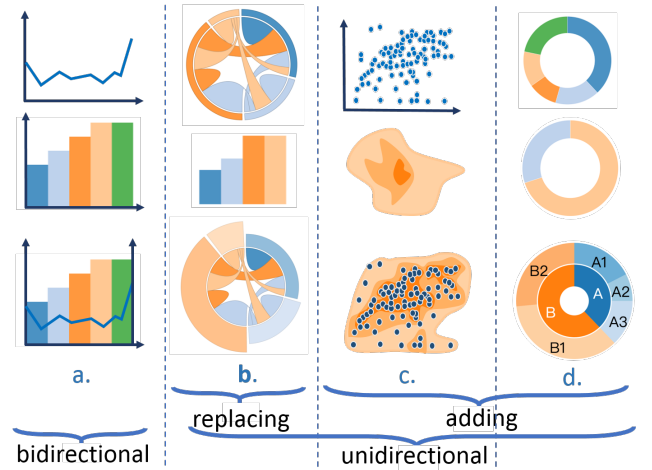 A1
B2
A
A2
B
A3
B1
a.
b.
c.
d.
replacing
adding
bidirectional
unidirectional